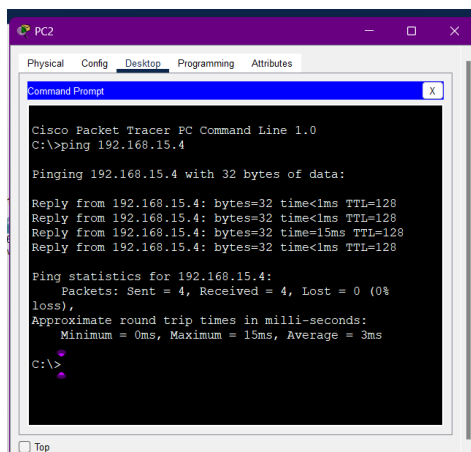 PC2
Physical Config Desktop Programming Attributes
Command Prompt X
Cisco Packet Tracer PC Command Line 1.0
C:\>ping 192.168.15.4
Pinging 192.168.15.4 with 32 bytes of data:
Reply from 192.168.15.4: bytes=32 time<1ms TTL=128
Reply from 192.168.15.4: bytes=32 time<1ms TTL=128
Reply from 192.168.15.4: bytes=32 time=15ms TTL=128
Reply from 192.168.15.4: bytes=32 time<1ms TTL=128
Ping statistics for 192.168.15.4:
Packets: Sent = 4, Received = 4, Lost = 0 (0%
loss),
Approximate round trip times in milli-seconds:
Minimum = 0ms, Maximum = 15ms, Average = 3ms
C:\>
Top